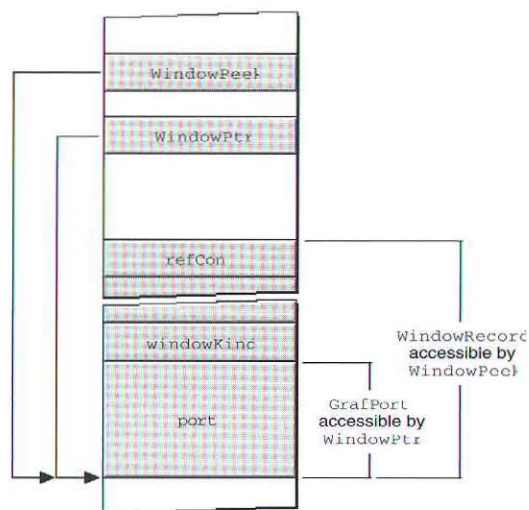 WindowPeek
WindowPtr
refCon
windowKind
port
WindowRecord
accessible by
WindowPeek
GrafPort
accessible by
WindowPtr